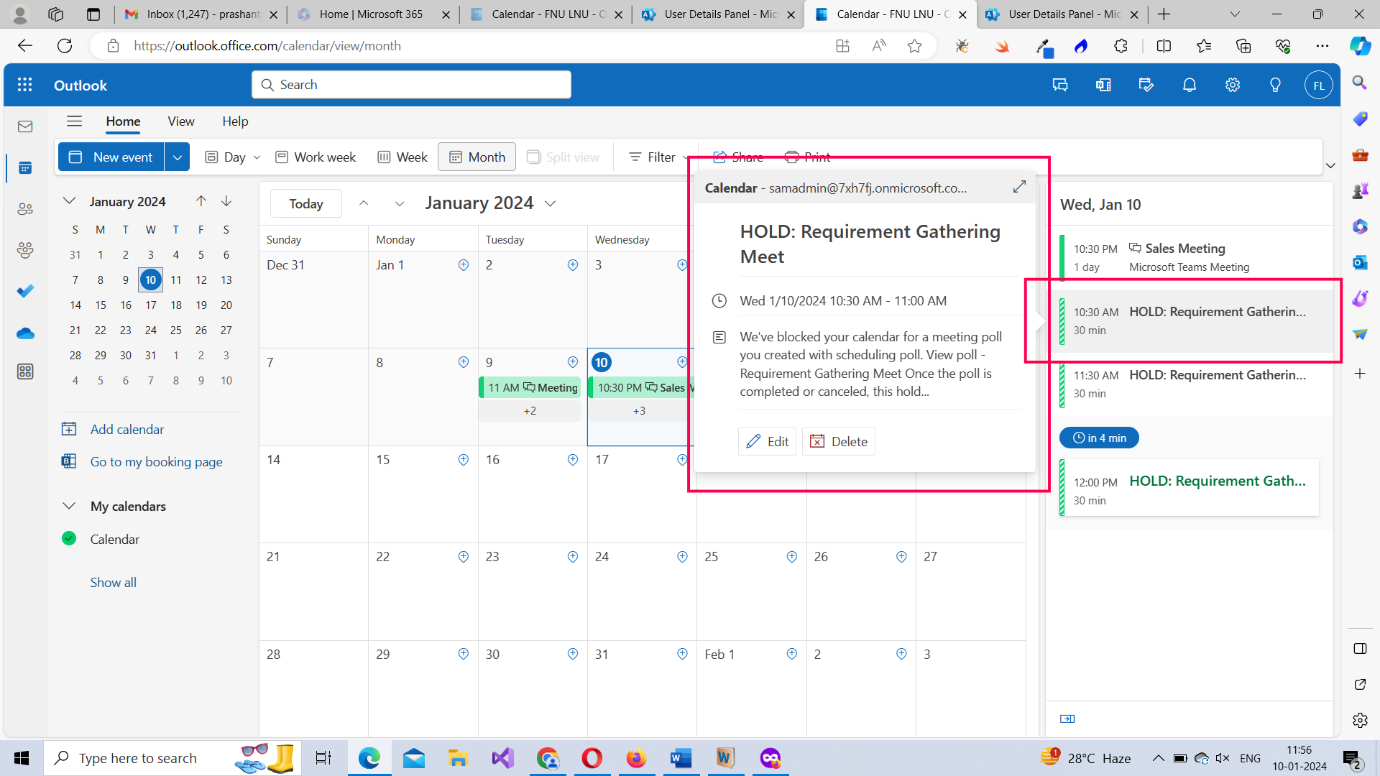 Inbox (1,247) - prashant
Home | Microsoft 365
Calendar - FNU LNU - O
User Details Panel - Mic
Calendar - FNU LNU - O
User Details Panel - Mic
https://outlook.office.com/calendar/view/month
Outlook
Search
FL
Home View Help
New event
Day
Work week
Week
Month
Split view
Filter
Share
Print
January 2024
S M T W T F S
31 1 2 3 4 5 6
7 8 9 10 11 12 13
14 15 16 17 18 19 20
21 22 23 24 25 26 27
28 29 30 31 1 2 3
4 5 6 7 8 9 10
Add calendar
Go to my booking page
My calendars
Calendar
Show all
Today
January 2024
Sunday Monday Tuesday Wednesday
Dec 31 Jan 1 2 3
7 8 9 10
11 AM Meeting
10:30 PM Sales M
+2 +3
14 15 16 17
21 22 23 24 25 26 27
28 29 30 31 Feb 1 2 3
Calendar - samadmin@7xh7fj.onmicrosoft.co...
HOLD: Requirement Gathering
Meet
Wed 1/10/2024 10:30 AM - 11:00 AM
We've blocked your calendar for a meeting poll
you created with scheduling poll. View poll -
Requirement Gathering Meet Once the poll is
completed or canceled, this hold...
Edit
Delete
Wed, Jan 10
10:30 PM Sales Meeting
1 day Microsoft Teams Meeting
10:30 AM HOLD: Requirement Gatherin...
30 min
11:30 AM HOLD: Requirement Gatherin...
30 min
in 4 min
12:00 PM HOLD: Requirement Gath...
30 min
Type here to search
1
28°C Haze
ENG
11:56
10-01-2024
2